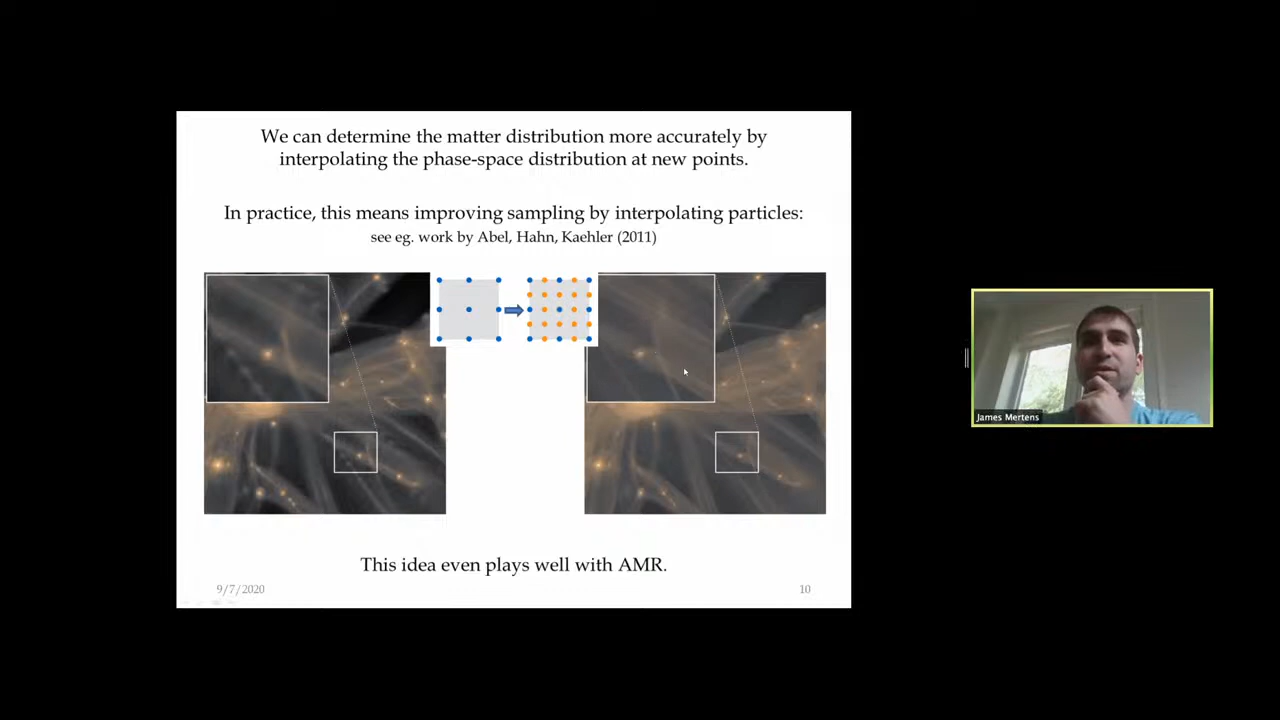 We can determine the matter distribution more accurately by
interpolating the phase-space distribution at new points.
In practice, this means improving sampling by interpolating particles:
see eg. work by Abel, Hahn, Kaehler (2011)
This idea even plays well with AMR.
9/7/2020
10
James Mertens